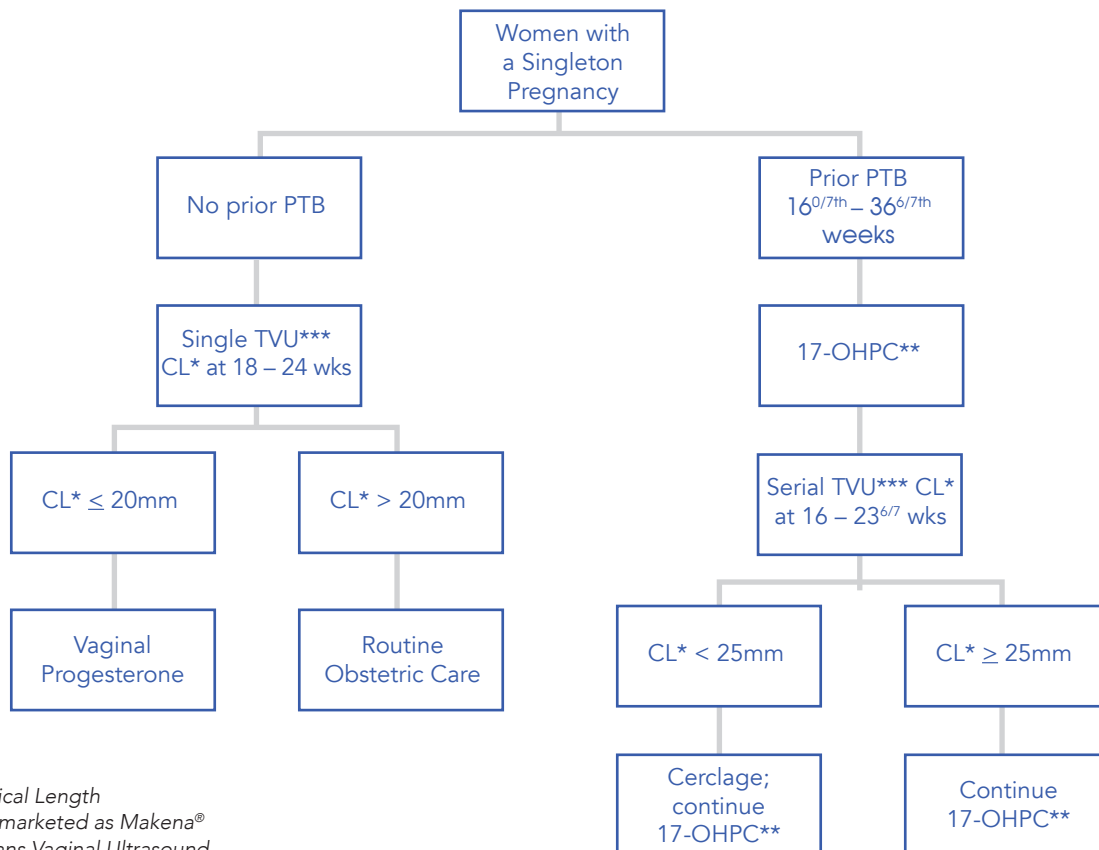 Women with
a Singleton
Pregnancy
No prior PTB
Prior PTB
16^0/7th – 36^6/7th
weeks
Single TVU***
CL* at 18 – 24 wks
17-OHPC**
CL* ≤ 20mm
CL* > 20mm
Serial TVU*** CL*
at 16 – 23^6/7 wks
Vaginal
Progesterone
Routine
Obstetric Care
CL* < 25mm
CL* ≥ 25mm
Cerclage;
continue
17-OHPC**
Continue
17-OHPC**
ical Length
marketed as Makena®
ns Vaginal Ultrasound